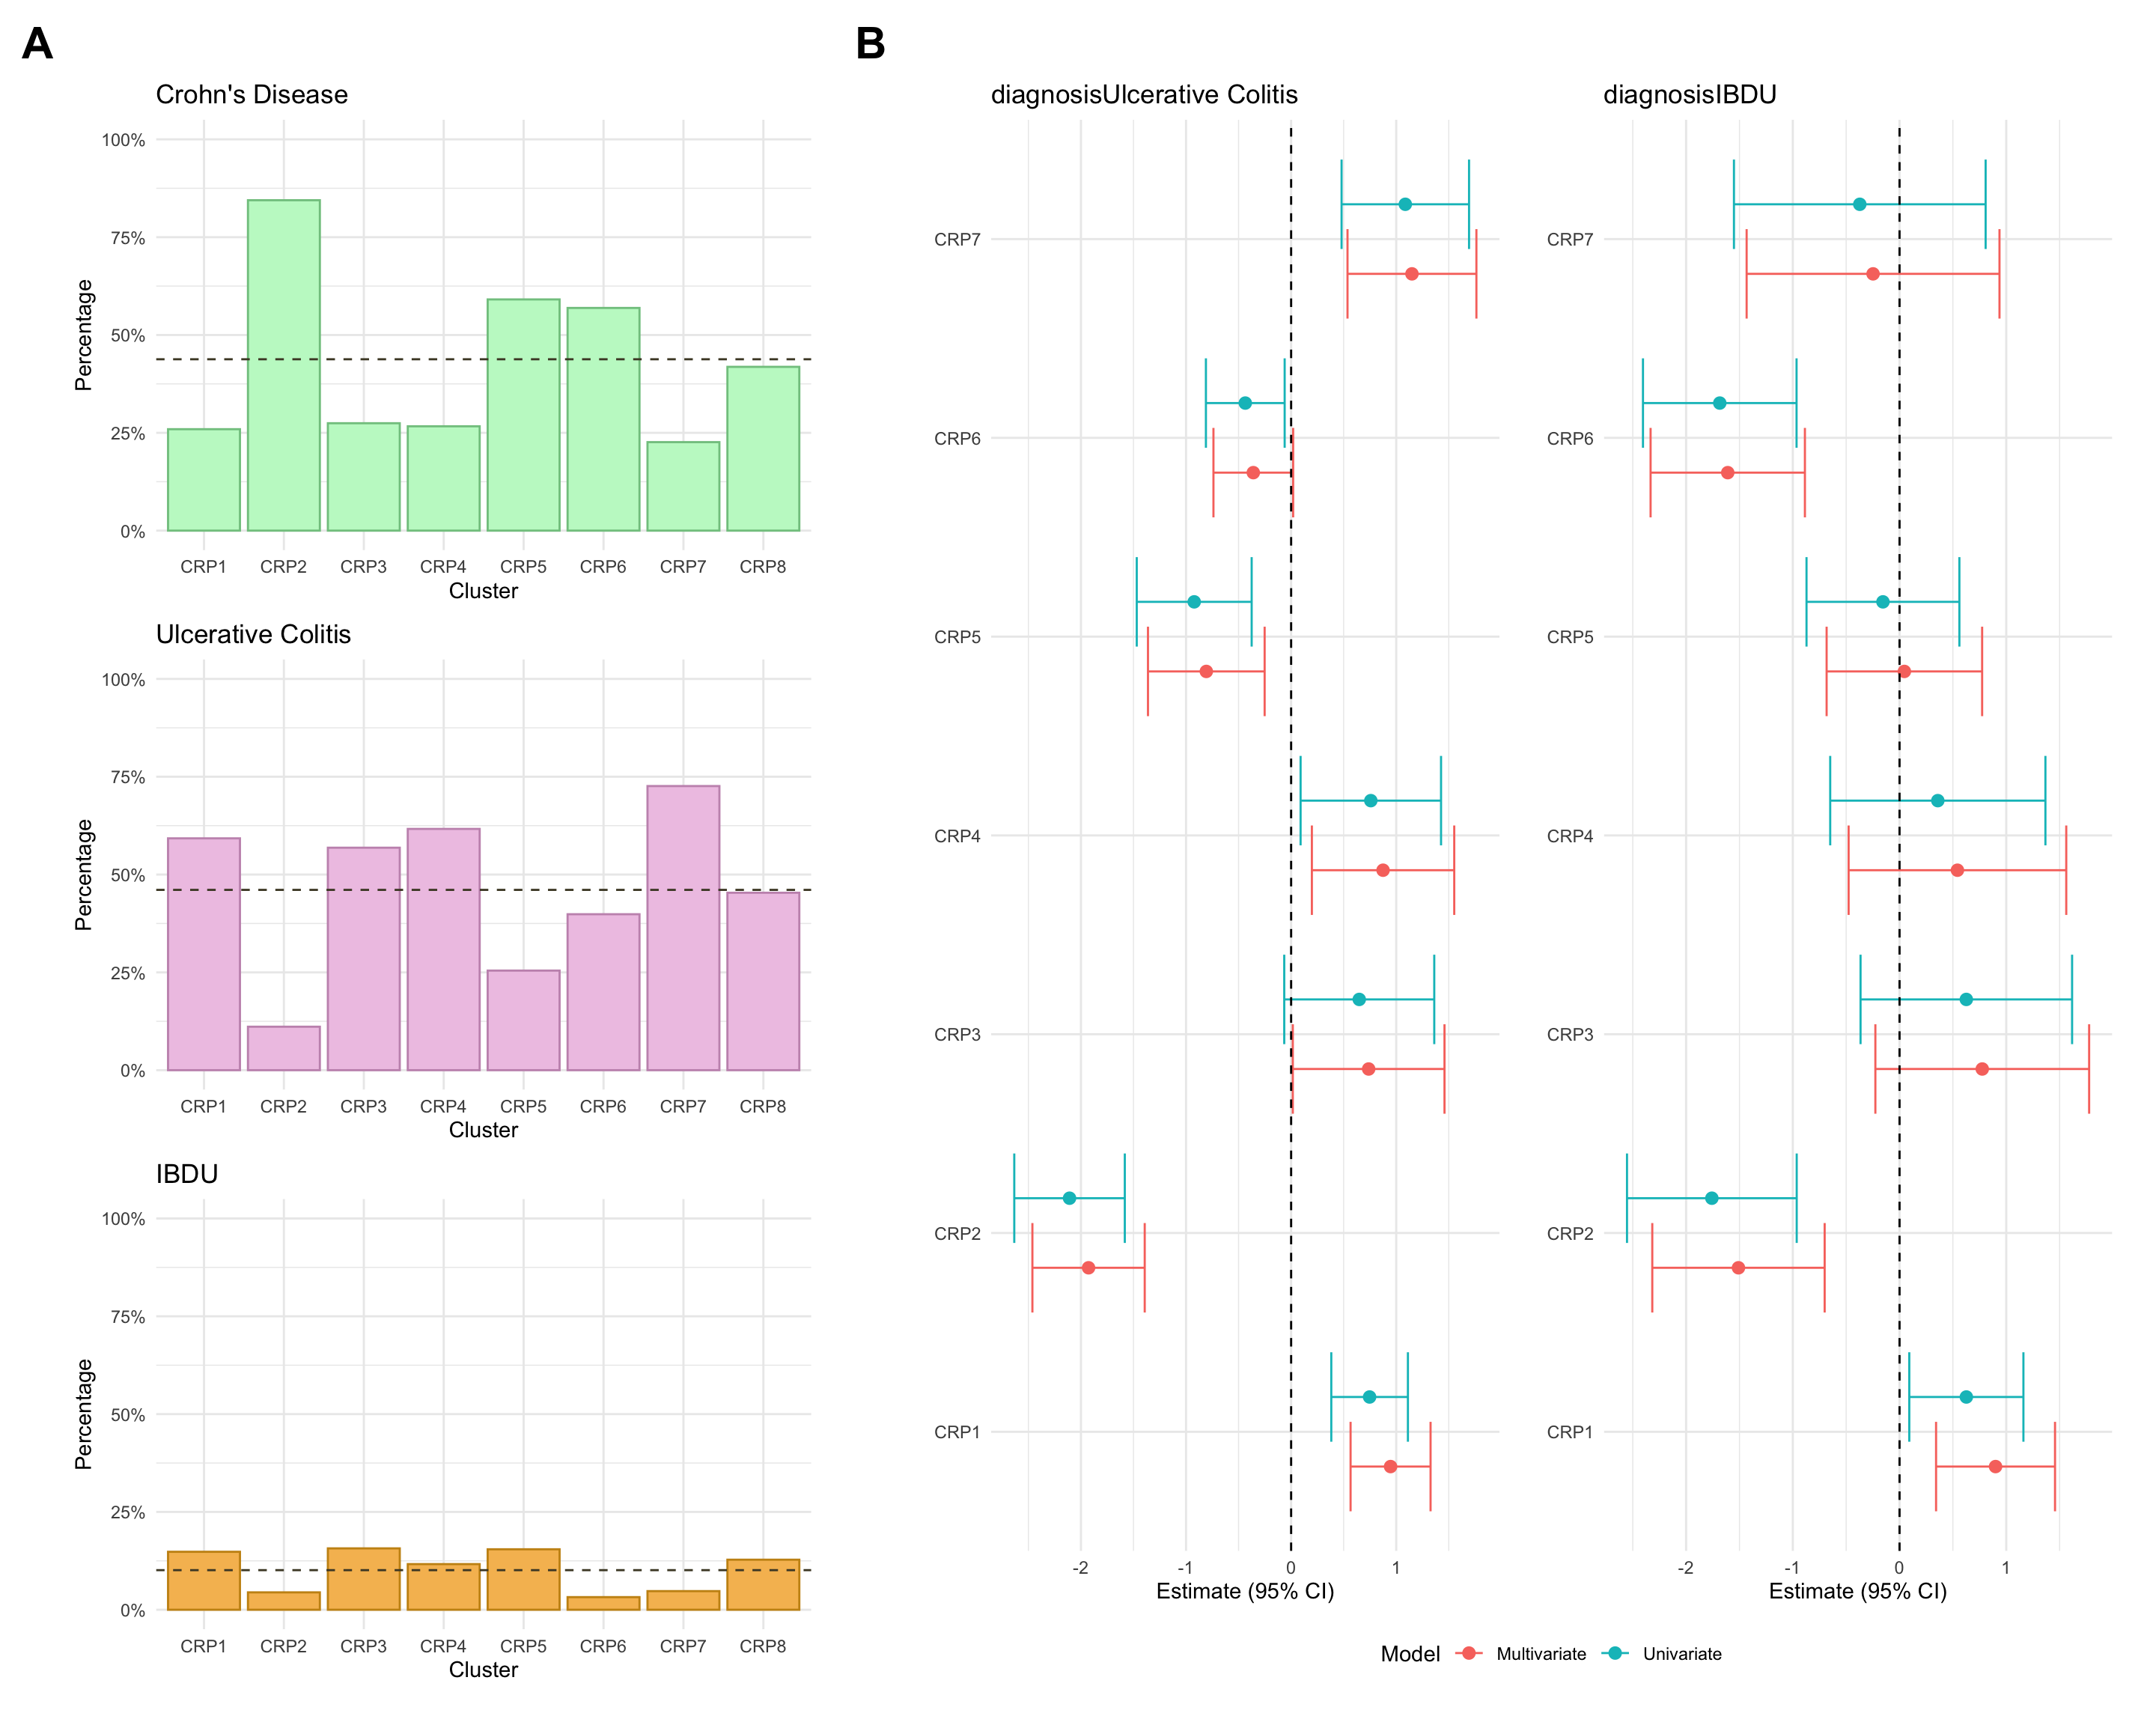 A
Crohn's Disease
100%
75%
50%
25%
0%
Percentage
CRP1 CRP2 CRP3 CRP4 CRP5 CRP6 CRP7 CRP8
Cluster
Ulcerative Colitis
100%
75%
50%
25%
0%
Percentage
CRP1 CRP2 CRP3 CRP4 CRP5 CRP6 CRP7 CRP8
Cluster
IBDU
100%
75%
50%
25%
0%
Percentage
CRP1 CRP2 CRP3 CRP4 CRP5 CRP6 CRP7 CRP8
Cluster
B
diagnosisUlcerative Colitis
CRP7
CRP6
CRP5
CRP4
CRP3
CRP2
CRP1
-2 -1 0 1
Estimate (95% CI)
diagnosisIBDU
CRP7
CRP6
CRP5
CRP4
CRP3
CRP2
CRP1
-2 -1 0 1
Estimate (95% CI)
Model Multivariate Univariate